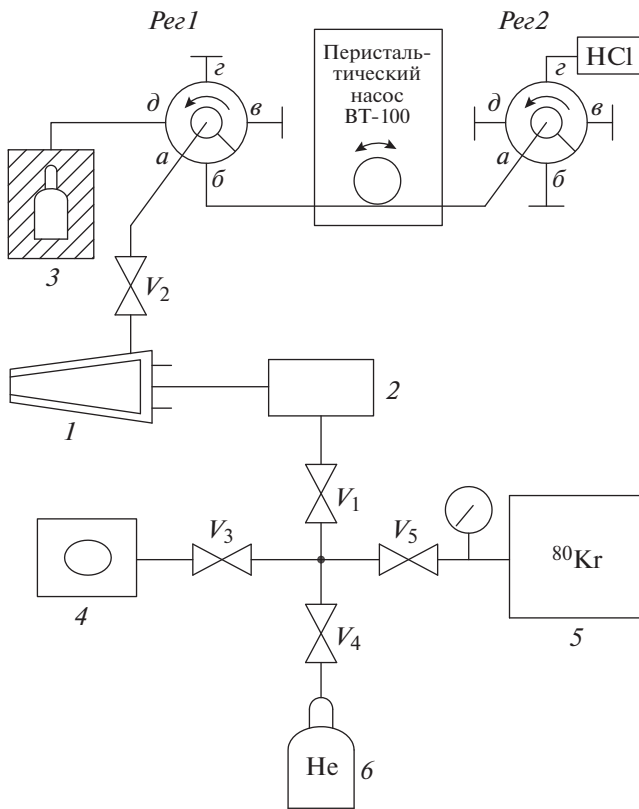 Рег1
Рег2
Перисталь-
тический
насос
BT-100
HCl
г
д
в
а
б
г
д
в
а
б
3
V₂
1
2
V₁
V₃
V₅
⁸⁰Kr
4
5
V₄
He
6